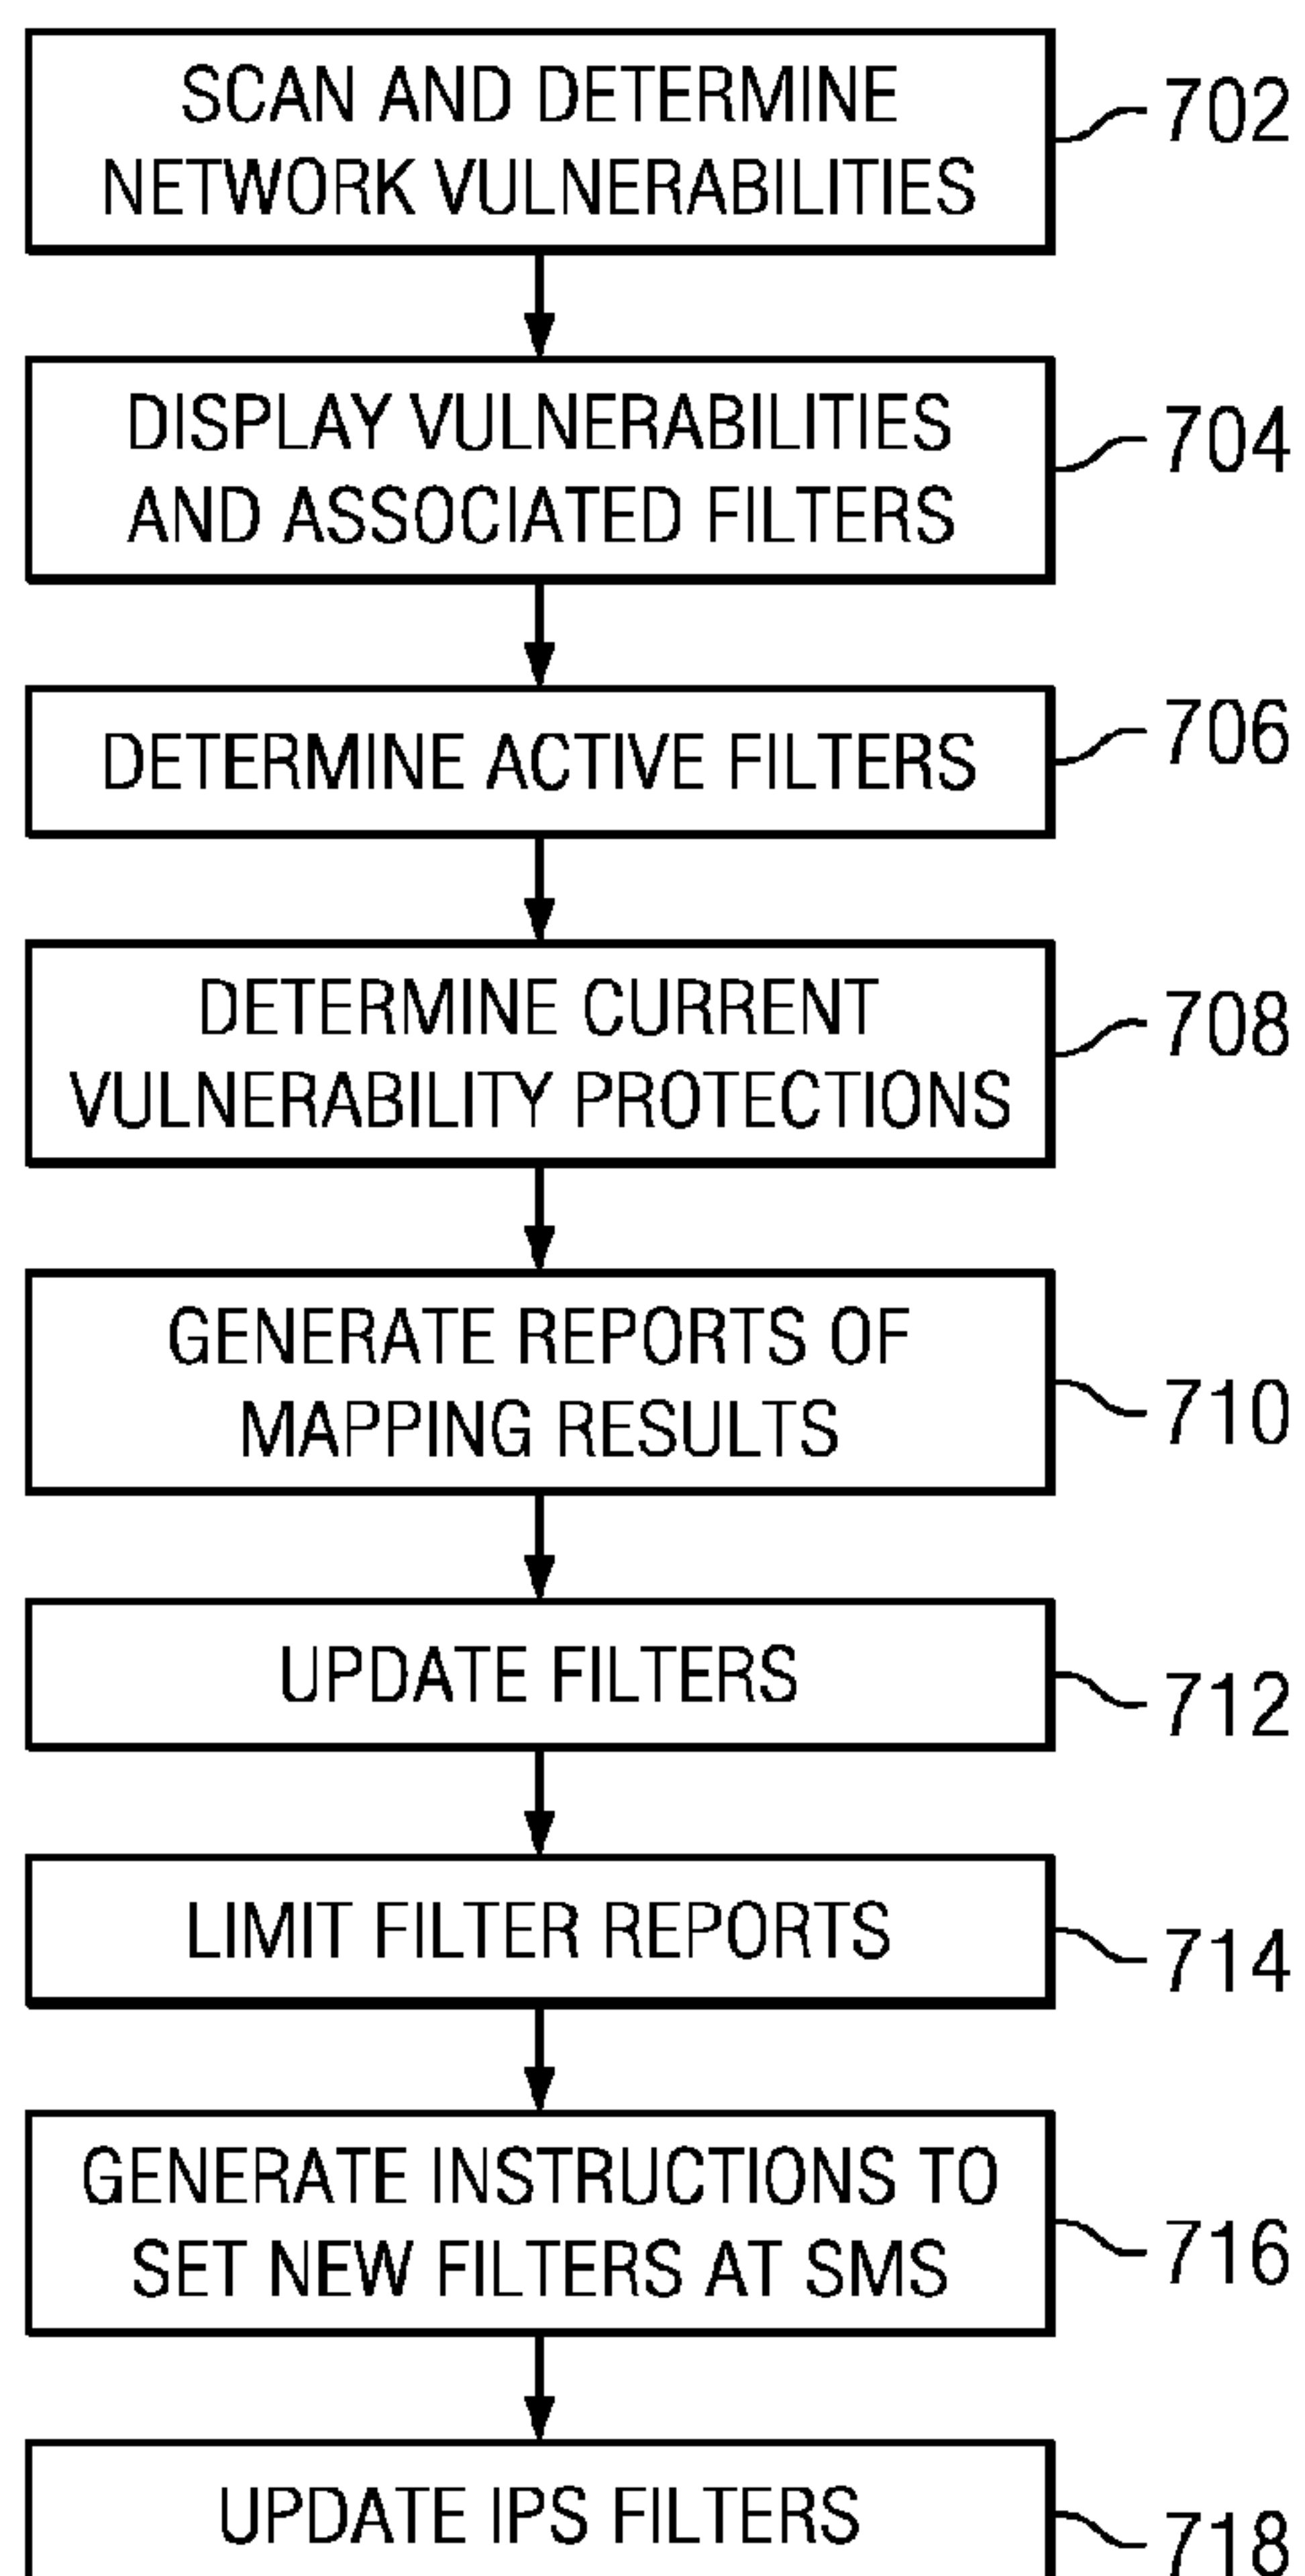 SCAN AND DETERMINE
NETWORK VULNERABILITIES
702
DISPLAY VULNERABILITIES
AND ASSOCIATED FILTERS
704
DETERMINE ACTIVE FILTERS
706
DETERMINE CURRENT
VULNERABILITY PROTECTIONS
708
GENERATE REPORTS OF
MAPPING RESULTS
710
UPDATE FILTERS
712
LIMIT FILTER REPORTS
714
GENERATE INSTRUCTIONS TO
SET NEW FILTERS AT SMS
716
UPDATE IPS FILTERS
718